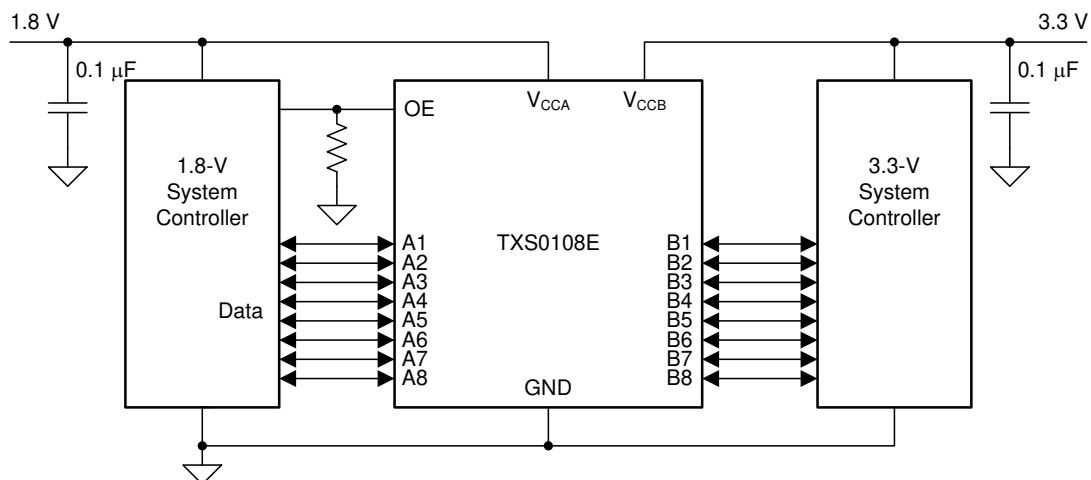 1.8 V
3.3 V
0.1 μF
0.1 μF
VCCA
VCCB
OE
1.8-V
System
Controller
3.3-V
System
Controller
TXS0108E
Data
A1
A2
A3
A4
A5
A6
A7
A8
B1
B2
B3
B4
B5
B6
B7
B8
GND